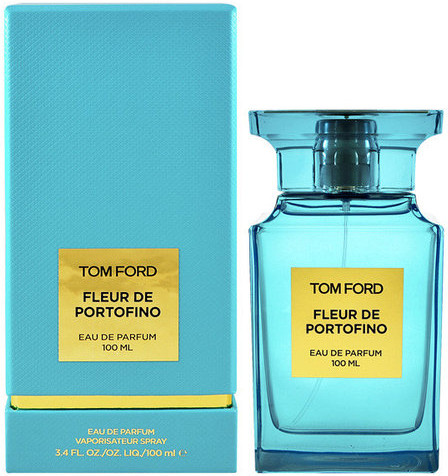 TOM FORD
FLEUR DE
PORTOFINO
EAU DE PARFUM
100 ML
EAU DE PARFUM
VAPORISATEUR SPRAY
3.4 FL. OZ./OZ. LIQ./100 ml ℮
TOM FORD
FLEUR DE
PORTOFINO
EAU DE PARFUM
100 ML